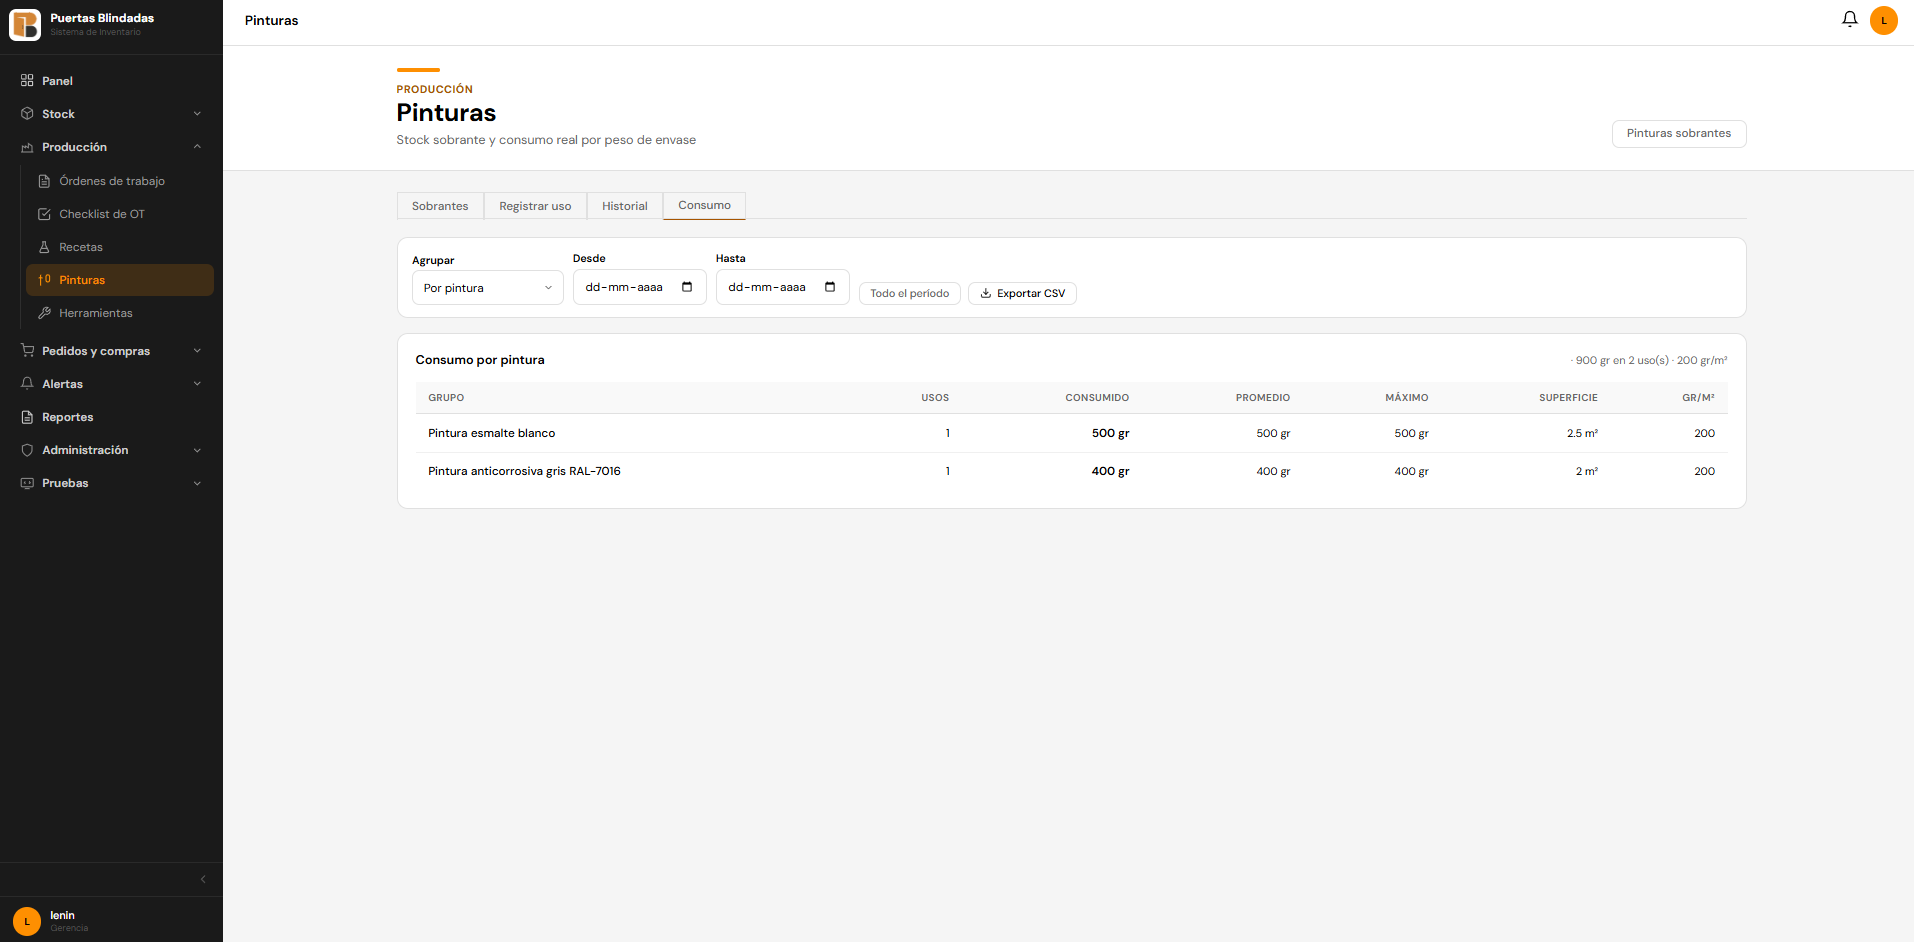 Puertas Blindadas
Sistema de Inventario
Panel
Stock
Producción
Órdenes de trabajo
Checklist de OT
Recetas
Pinturas
Herramientas
Pedidos y compras
Alertas
Reportes
Administración
Pruebas
L
lenin
Gerencia
Pinturas
L
PRODUCCIÓN
Pinturas
Stock sobrante y consumo real por peso de envase
Pinturas sobrantes
Sobrantes Registrar uso Historial Consumo
Agrupar Desde Hasta
Por pintura dd-mm-aaaa dd-mm-aaaa Todo el período Exportar CSV
Consumo por pintura · 900 gr en 2 uso(s) · 200 gr/m²
GRUPO USOS CONSUMIDO PROMEDIO MÁXIMO SUPERFICIE GR/M²
Pintura esmalte blanco 1 500 gr 500 gr 500 gr 2.5 m² 200
Pintura anticorrosiva gris RAL-7016 1 400 gr 400 gr 400 gr 2 m² 200